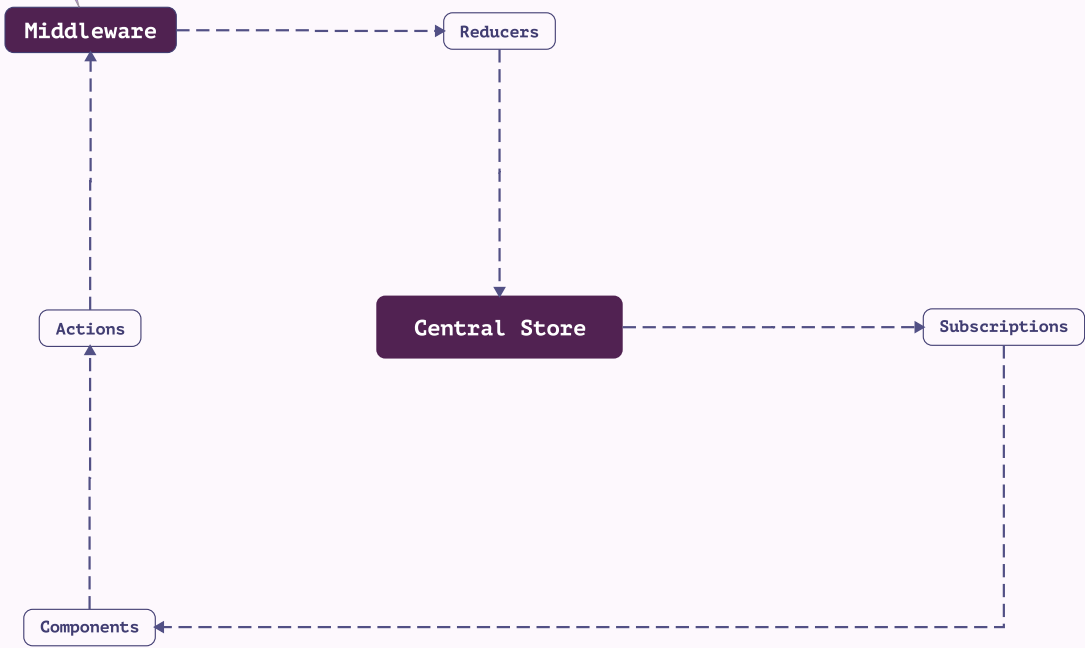 Middleware
Reducers
Actions
Central Store
Subscriptions
Components